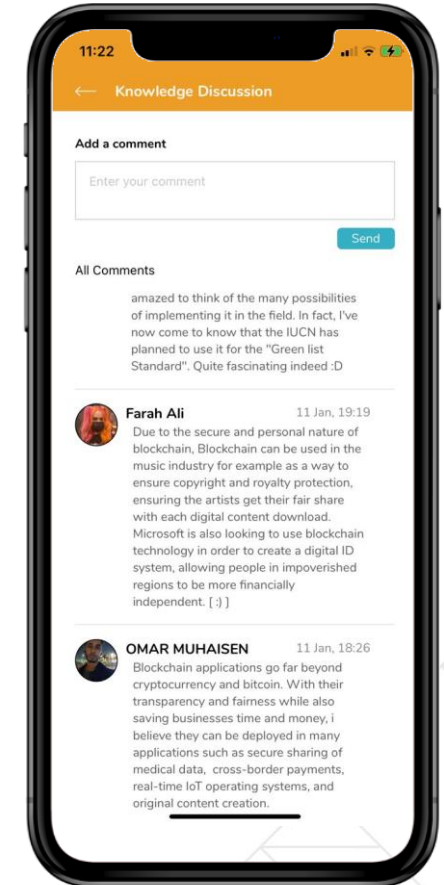 11:22
Knowledge Discussion
Add a comment
Enter your comment
Send
All Comments
amazed to think of the many possibilities
of implementing it in the field. In fact, I've
now come to know that the IUCN has
planned to use it for the "Green list
Standard". Quite fascinating indeed :D
Farah Ali 11 Jan, 19:19
Due to the secure and personal nature of
blockchain, Blockchain can be used in the
music industry for example as a way to
ensure copyright and royalty protection,
ensuring the artists get their fair share
with each digital content download.
Microsoft is also looking to use blockchain
technology in order to create a digital ID
system, allowing people in impoverished
regions to be more financially
independent. [ :) ]
OMAR MUHAISEN 11 Jan, 18:26
Blockchain applications go far beyond
cryptocurrency and bitcoin. With their
transparency and fairness while also
saving businesses time and money, i
believe they can be deployed in many
applications such as secure sharing of
medical data, cross-border payments,
real-time IoT operating systems, and
original content creation.